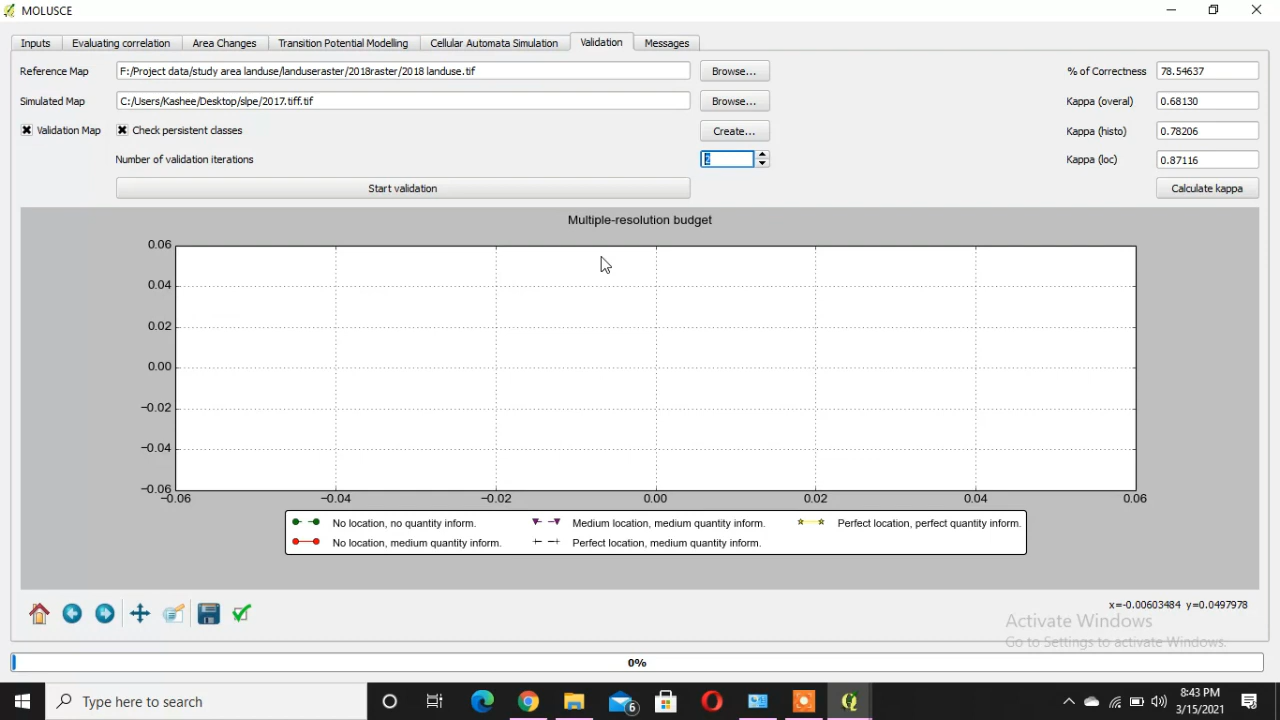 MOLUSCE
Inputs Evaluating correlation Area Changes Transition Potential Modelling Cellular Automata Simulation Validation Messages
Reference Map F:/Project data/study area landuse/landuseraster/2018raster/2018 landuse.tif Browse... % of Correctness 78.54637
Simulated Map C:/Users/Kashee/Desktop/slpe/2017.tiff.tif Browse... Kappa (overal) 0.68130
Validation Map Check persistent classes Create... Kappa (histo) 0.78206
Number of validation iterations 2 Kappa (loc) 0.87116
Start validation Calculate kappa
Multiple-resolution budget
0.06
0.04
0.02
0.00
−0.02
−0.04
−0.06
−0.06 −0.04 −0.02 0.00 0.02 0.04 0.06
No location, no quantity inform. Medium location, medium quantity inform. Perfect location, perfect quantity inform.
No location, medium quantity inform. Perfect location, medium quantity inform.
x=-0.00603484 y=0.0497978
Activate Windows
Go to Settings to activate Windows.
0%
Type here to search 6 8:43 PM
3/15/2021